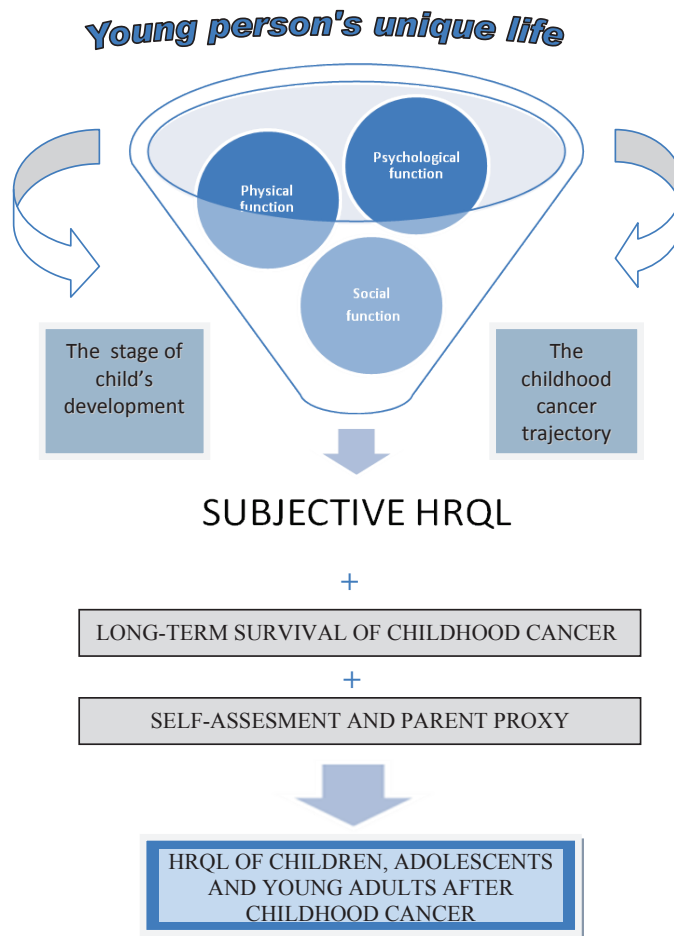 Young person's unique life
Psychological
function
Physical
function
Social
function
The stage of
child's
development
The
childhood
cancer
trajectory
SUBJECTIVE HRQL
+
LONG-TERM SURVIVAL OF CHILDHOOD CANCER
+
SELF-ASSESMENT AND PARENT PROXY
HRQL OF CHILDREN, ADOLESCENTS
AND YOUNG ADULTS AFTER
CHILDHOOD CANCER